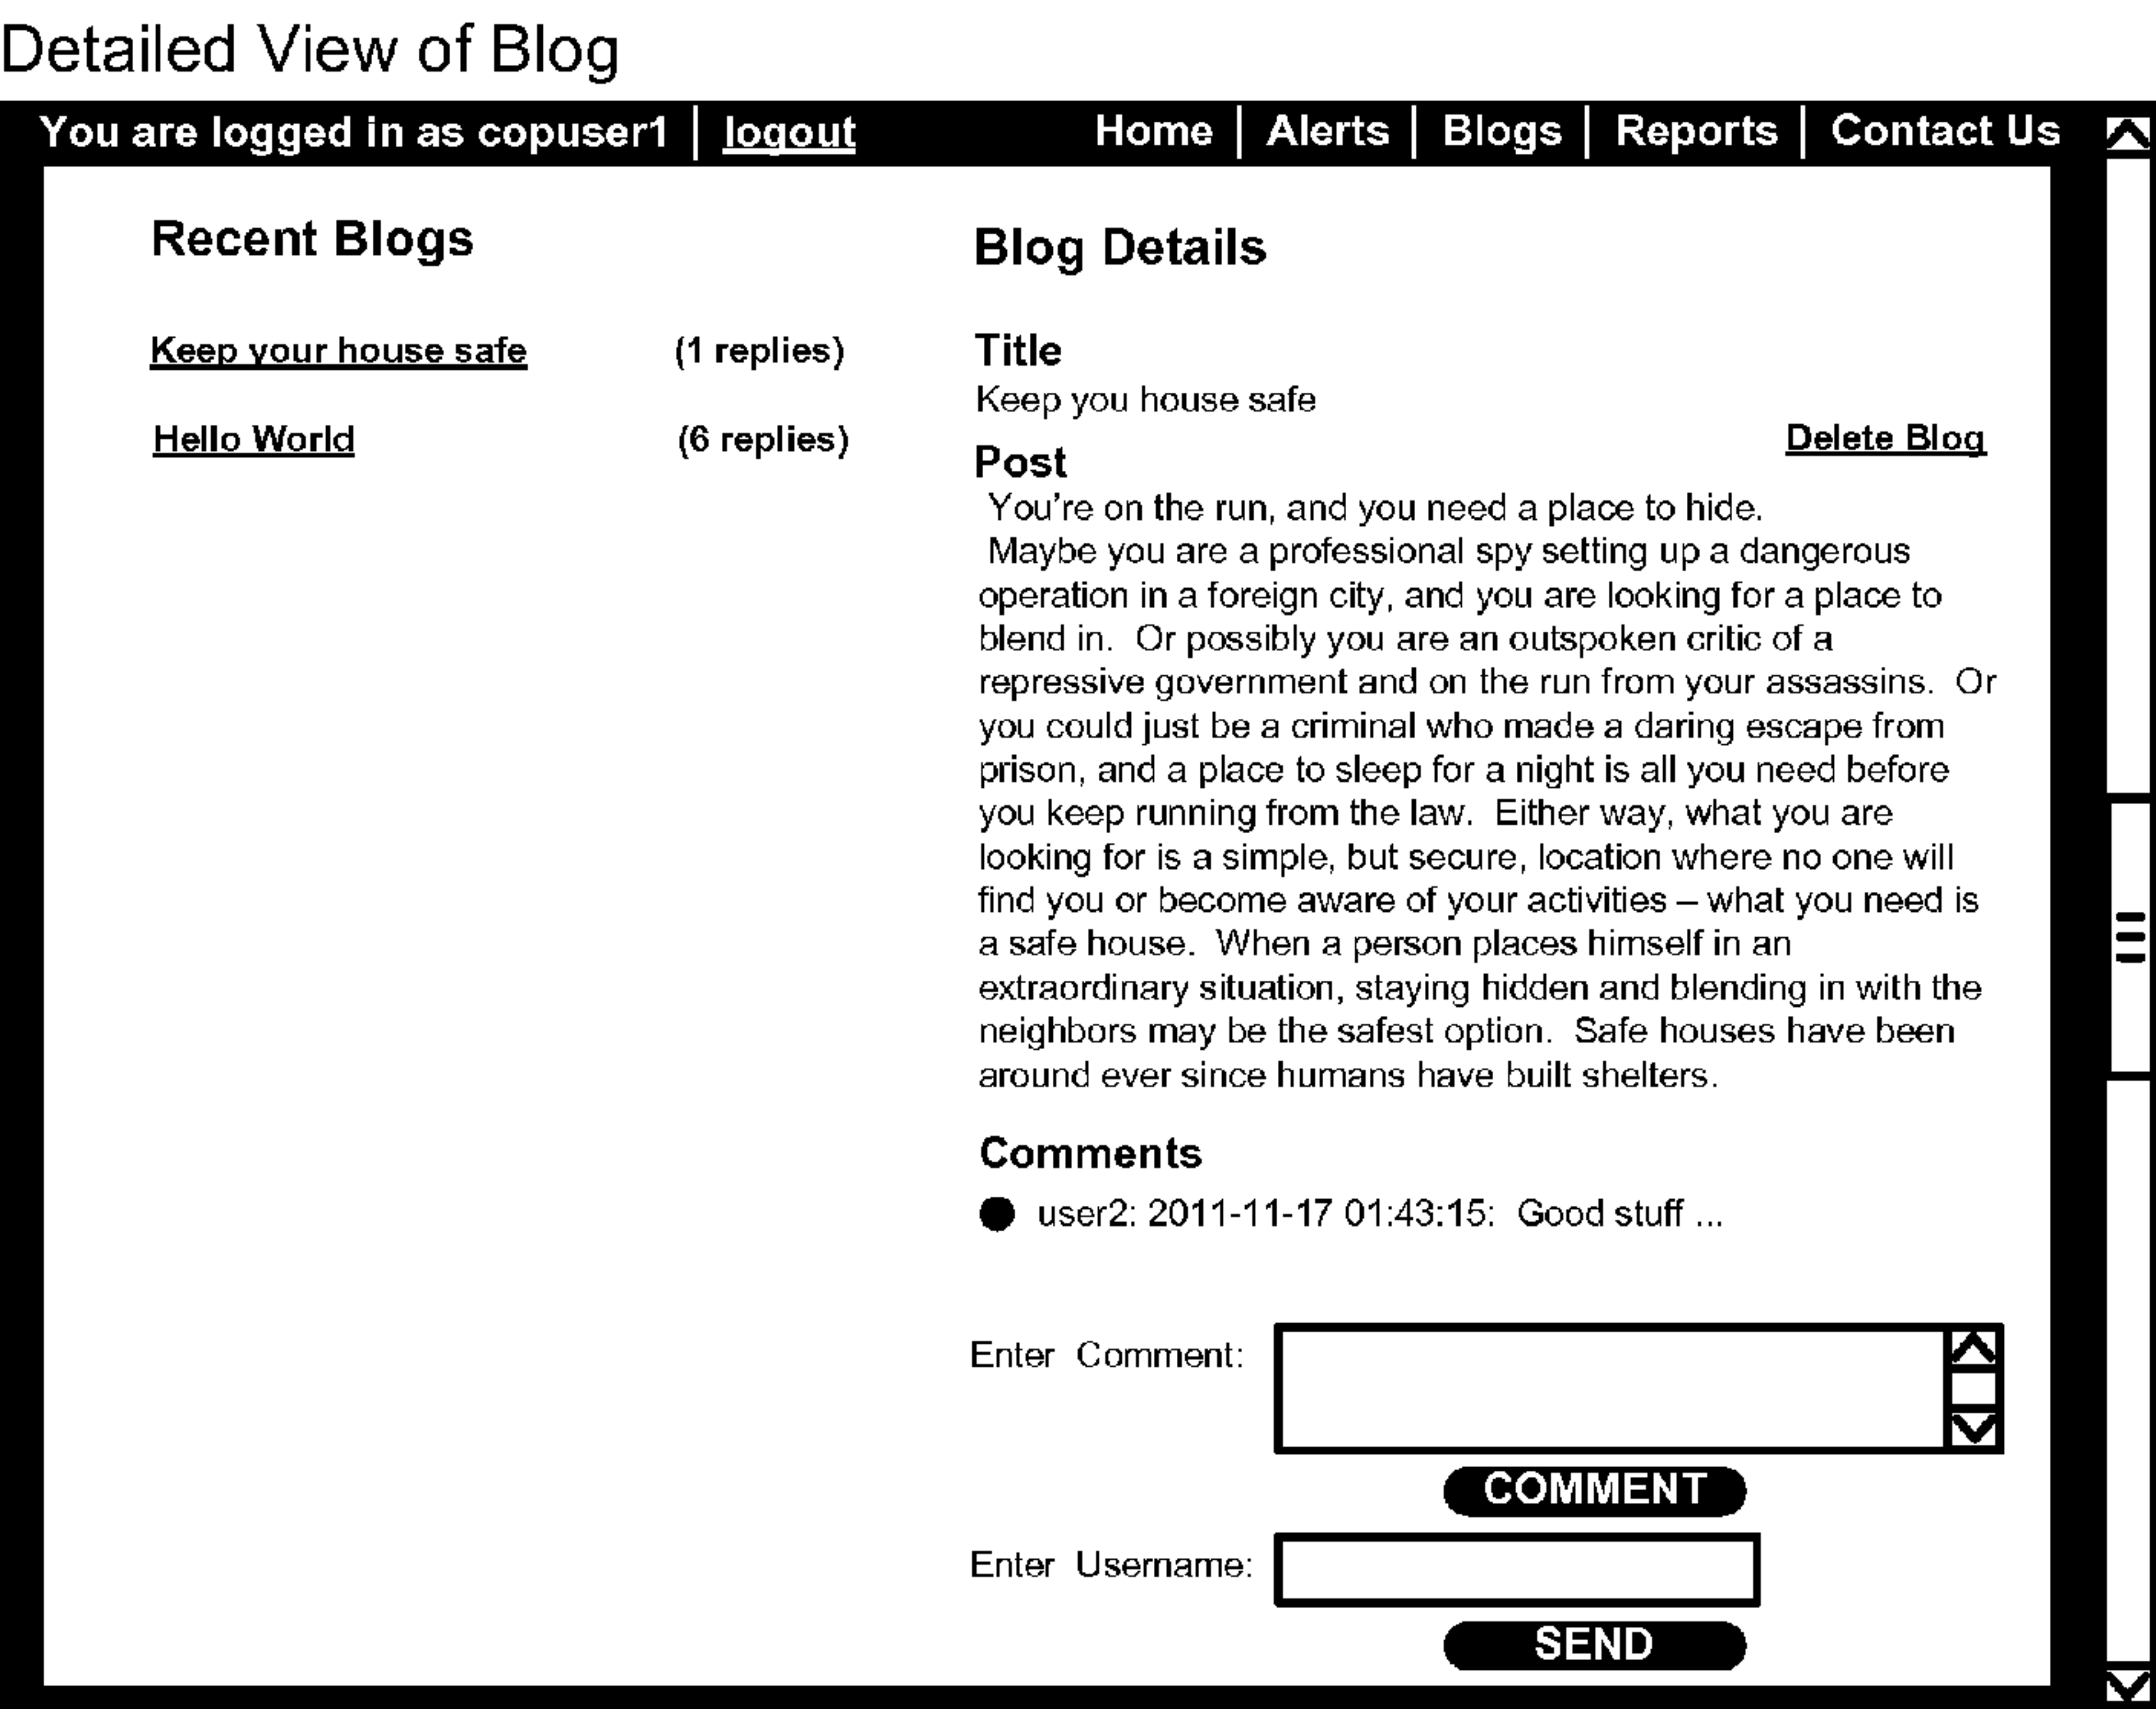 Detailed View of Blog
You are logged in as copuser1 | logout
Home | Alerts | Blogs | Reports | Contact Us
Recent Blogs
Keep your house safe (1 replies)
Hello World (6 replies)
Blog Details
Title
Keep you house safe
Delete Blog
Post
You're on the run, and you need a place to hide.
Maybe you are a professional spy setting up a dangerous
operation in a foreign city, and you are looking for a place to
blend in. Or possibly you are an outspoken critic of a
repressive government and on the run from your assassins. Or
you could just be a criminal who made a daring escape from
prison, and a place to sleep for a night is all you need before
you keep running from the law. Either way, what you are
looking for is a simple, but secure, location where no one will
find you or become aware of your activities – what you need is
a safe house. When a person places himself in an
extraordinary situation, staying hidden and blending in with the
neighbors may be the safest option. Safe houses have been
around ever since humans have built shelters.
Comments
● user2: 2011-11-17 01:43:15: Good stuff ...
Enter Comment:
COMMENT
Enter Username:
SEND